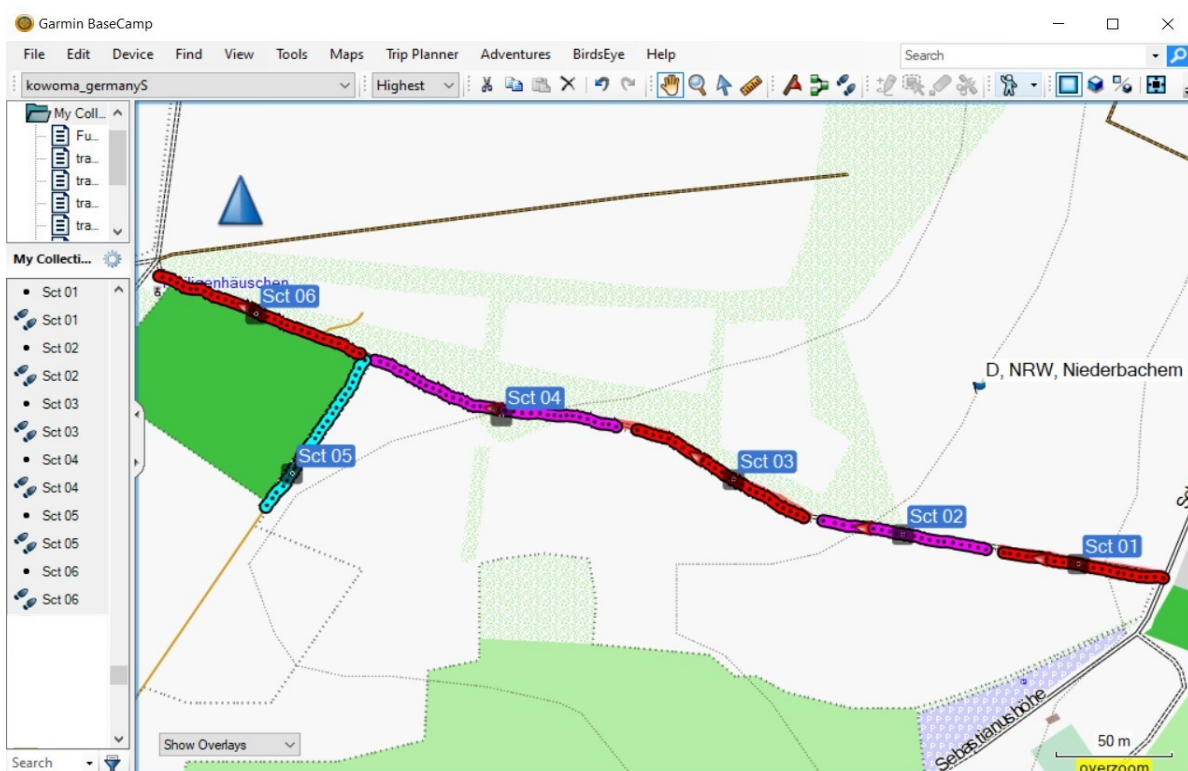 Garmin BaseCamp
File Edit Device Find View Tools Maps Trip Planner Adventures BirdsEye Help
Search
kowoma_germanyS
Highest
My Coll...
Fu...
tra...
tra...
tra...
tra...
My Collecti...
Sct 01
Sct 01
Sct 02
Sct 02
Sct 03
Sct 03
Sct 04
Sct 04
Sct 05
Sct 05
Sct 06
Sct 06
Search
Sct 06
D, NRW, Niederbachem
Sct 04
Sct 05
Sct 03
Sct 02
Sct 01
Sebastianushöhe
Show Overlays
50 m
overzoom